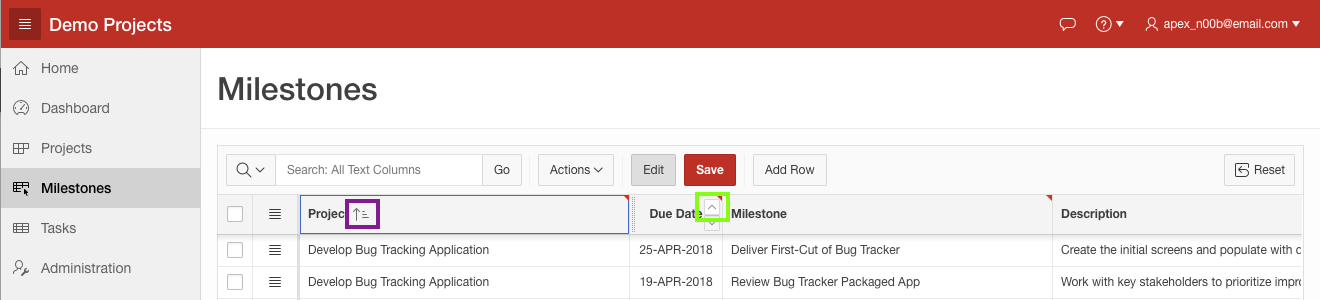 Demo Projects
apex_n00b@email.com
Home
Dashboard
Projects
Milestones
Tasks
Administration
Milestones
Search: All Text Columns
Go
Actions
Edit
Save
Add Row
Reset
Project Due Date Milestone Description
Develop Bug Tracking Application 25-APR-2018 Deliver First-Cut of Bug Tracker Create the initial screens and populate with
Develop Bug Tracking Application 19-APR-2018 Review Bug Tracker Packaged App Work with key stakeholders to prioritize